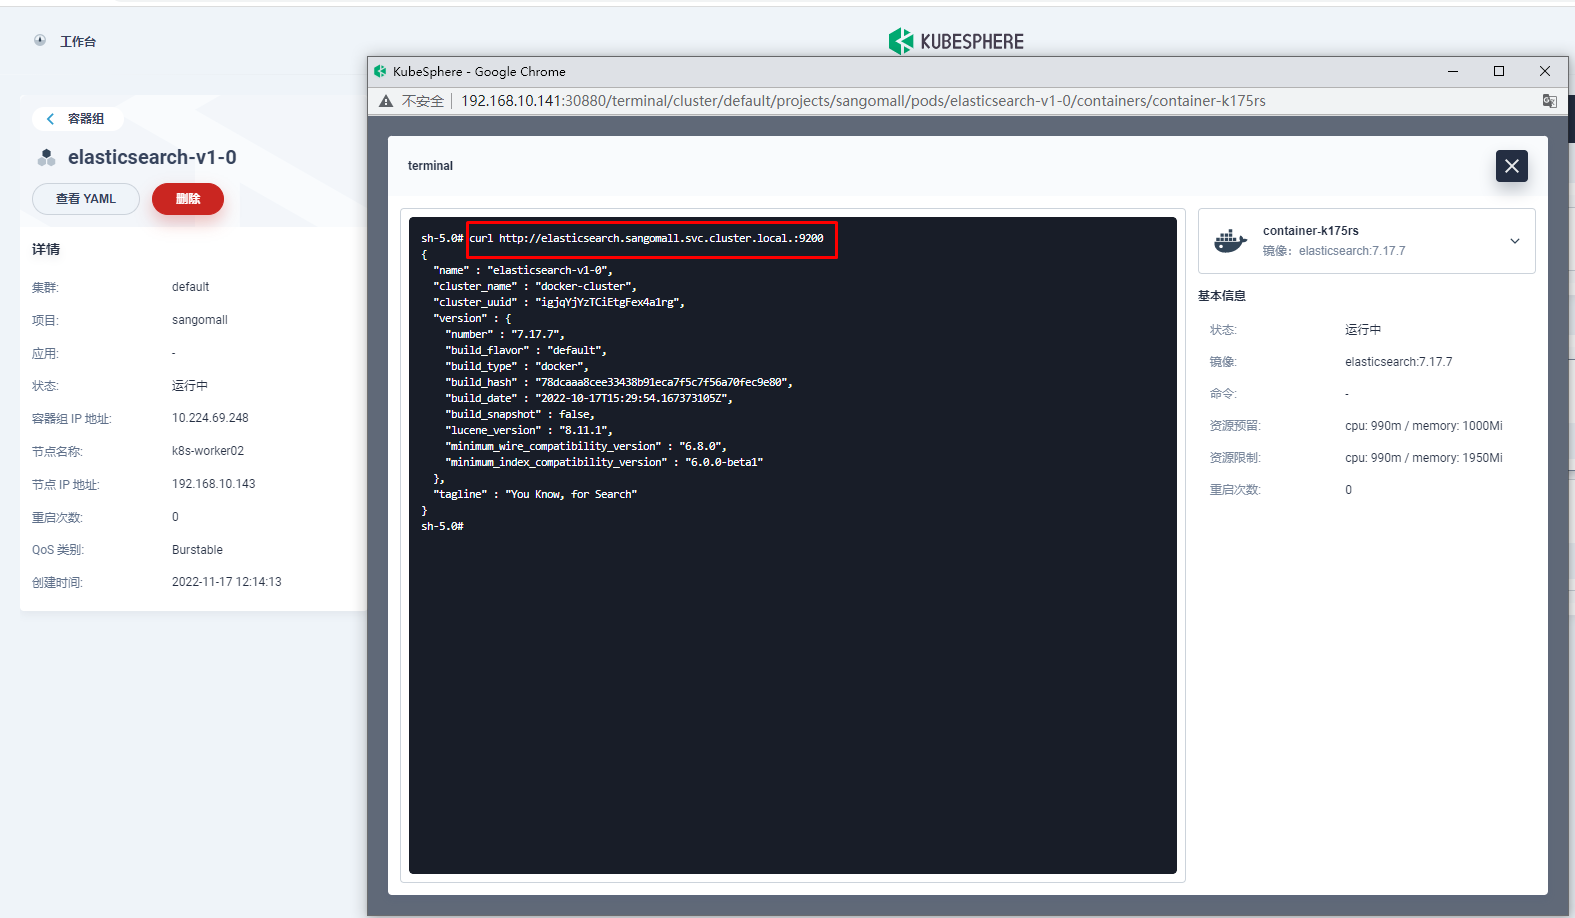 工作台
KUBESPHERE
KubeSphere - Google Chrome
不安全 | 192.168.10.141:30880/terminal/cluster/default/projects/sangomall/pods/elasticsearch-v1-0/containers/container-k175rs
容器组
elasticsearch-v1-0
查看 YAML
删除
详情
集群: default
项目: sangomall
应用: -
状态: 运行中
容器组 IP 地址: 10.224.69.248
节点名称: k8s-worker02
节点 IP 地址: 192.168.10.143
重启次数: 0
QoS 类别: Burstable
创建时间: 2022-11-17 12:14:13
terminal
sh-5.0# curl http://elasticsearch.sangomall.svc.cluster.local.:9200
{
  "name" : "elasticsearch-v1-0",
  "cluster_name" : "docker-cluster",
  "cluster_uuid" : "igjqYjYzTCiEtgFex4a1rg",
  "version" : {
    "number" : "7.17.7",
    "build_flavor" : "default",
    "build_type" : "docker",
    "build_hash" : "78dcaaa8cee33438b91eca7f5c7f56a70fec9e80",
    "build_date" : "2022-10-17T15:29:54.167373105Z",
    "build_snapshot" : false,
    "lucene_version" : "8.11.1",
    "minimum_wire_compatibility_version" : "6.8.0",
    "minimum_index_compatibility_version" : "6.0.0-beta1"
  },
  "tagline" : "You Know, for Search"
}
sh-5.0#
container-k175rs
镜像: elasticsearch:7.17.7
基本信息
状态: 运行中
镜像: elasticsearch:7.17.7
命令: -
资源预留: cpu: 990m / memory: 1000Mi
资源限制: cpu: 990m / memory: 1950Mi
重启次数: 0